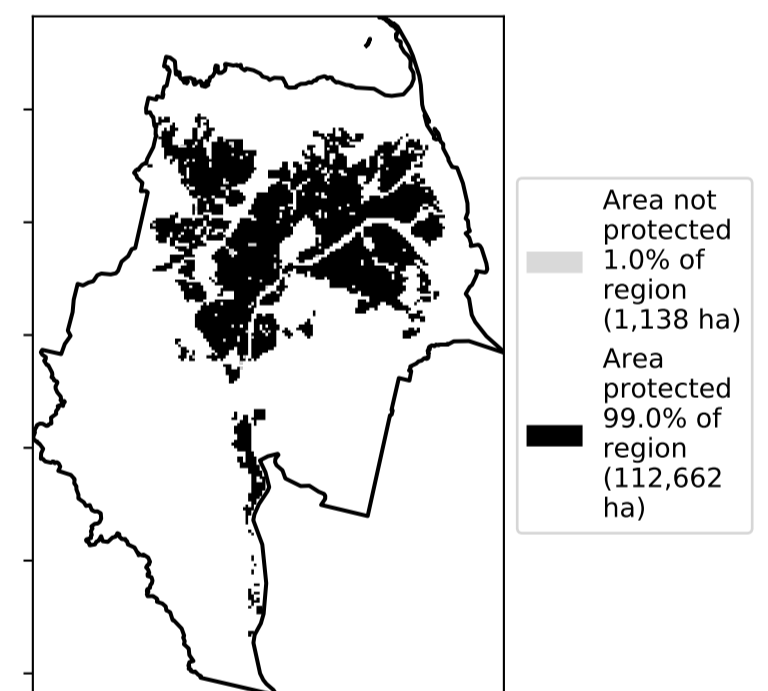 Area not
protected
1.0% of
region
(1,138 ha)
Area
protected
99.0% of
region
(112,662
ha)